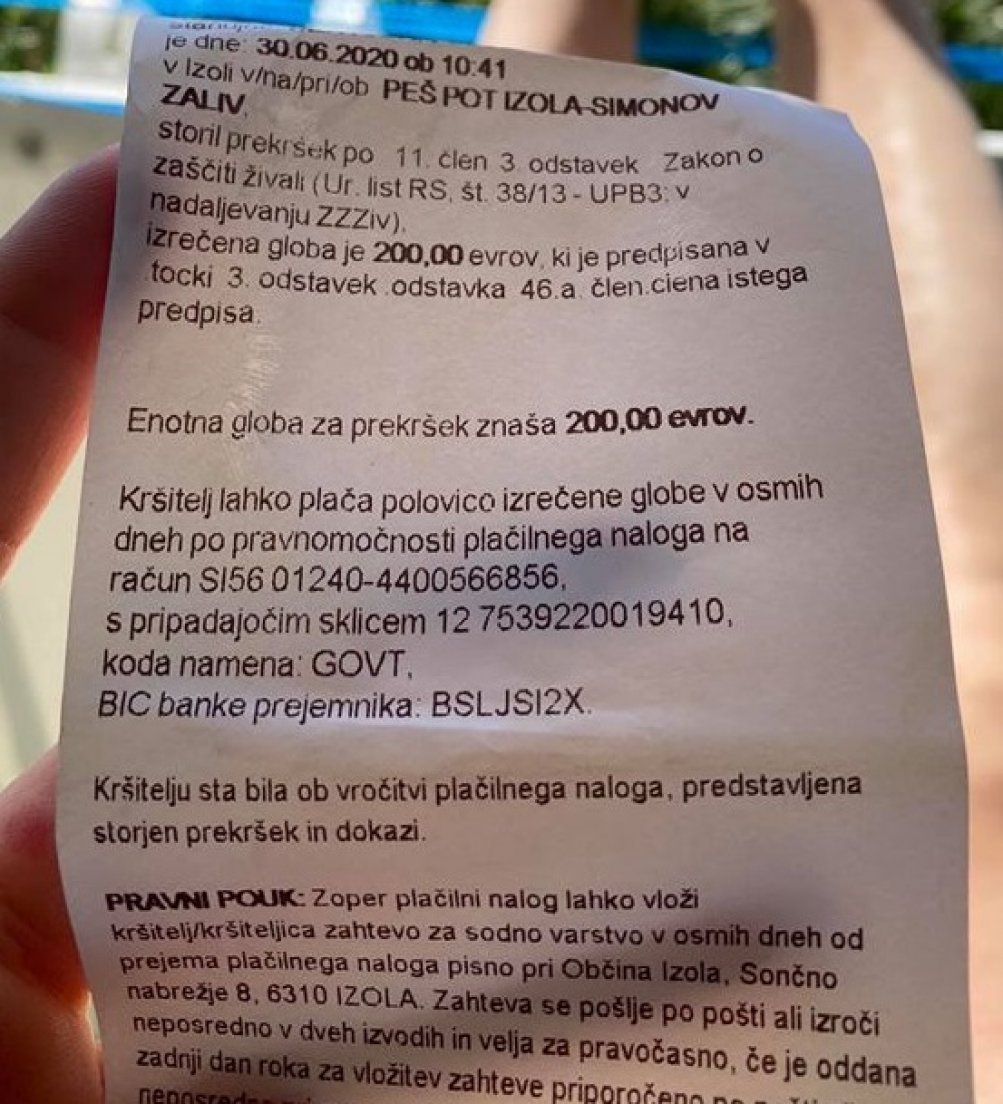 je dne: 30.06.2020 ob 10:41
v Izoli v/na/pri/ob PEŠ POT IZOLA-SIMONOV
ZALIV,
storil prekršek po 11. člen 3. odstavek Zakon o
zaščiti živali (Ur. list RS, št. 38/13 - UPB3; v
nadaljevanju ZZZiv),
izrečena globa je 200,00 evrov, ki je predpisana v
.tocki 3. odstavek .odstavka 46.a. člen.ciena istega
predpisa.
Enotna globa za prekršek znaša 200,00 evrov.
Kršitelj lahko plača polovico izrečene globe v osmih
dneh po pravnomočnosti plačilnega naloga na
račun SI56 01240-4400566856,
s pripadajočim sklicem 12 7539220019410,
koda namena: GOVT,
BIC banke prejemnika: BSLJSI2X.
Kršitelju sta bila ob vročitvi plačilnega naloga, predstavljena
storjen prekršek in dokazi.
PRAVNI POUK: Zoper plačilni nalog lahko vloži
kršitelj/kršiteljica zahtevo za sodno varstvo v osmih dneh od
prejema plačilnega naloga pisno pri Občina Izola, Sončno
nabrežje 8, 6310 IZOLA. Zahteva se pošlje po pošti ali izroči
neposredno v dveh izvodih in velja za pravočasno, če je oddana
zadnji dan roka za vložitev zahteve priporočeno